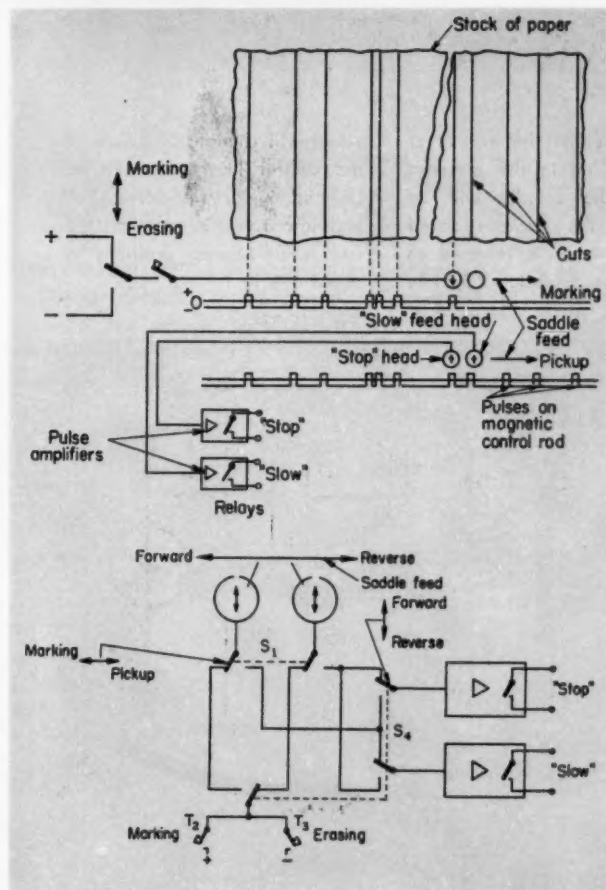 Stack of paper
Marking
Erasing
Cuts
+
−
+
−
O
Marking
"Slow" feed head
Saddle feed
"Stop" head
Pickup
Pulses on
magnetic
control rod
Pulse
amplifiers
"Stop"
"Slow"
Relays
Forward
Reverse
Saddle feed
Forward
Reverse
Marking
Pickup
S1
"Stop"
S4
"Slow"
T2
T3
Marking
Erasing
+
−